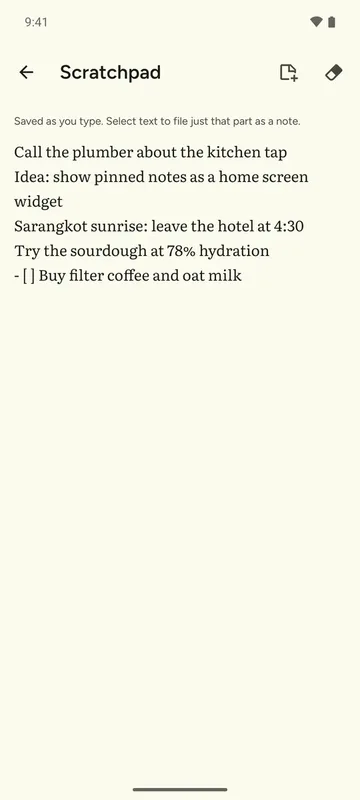 9:41
Scratchpad
Saved as you type. Select text to file just that part as a note.
Call the plumber about the kitchen tap
Idea: show pinned notes as a home screen
widget
Sarangkot sunrise: leave the hotel at 4:30
Try the sourdough at 78% hydration
- [ ] Buy filter coffee and oat milk